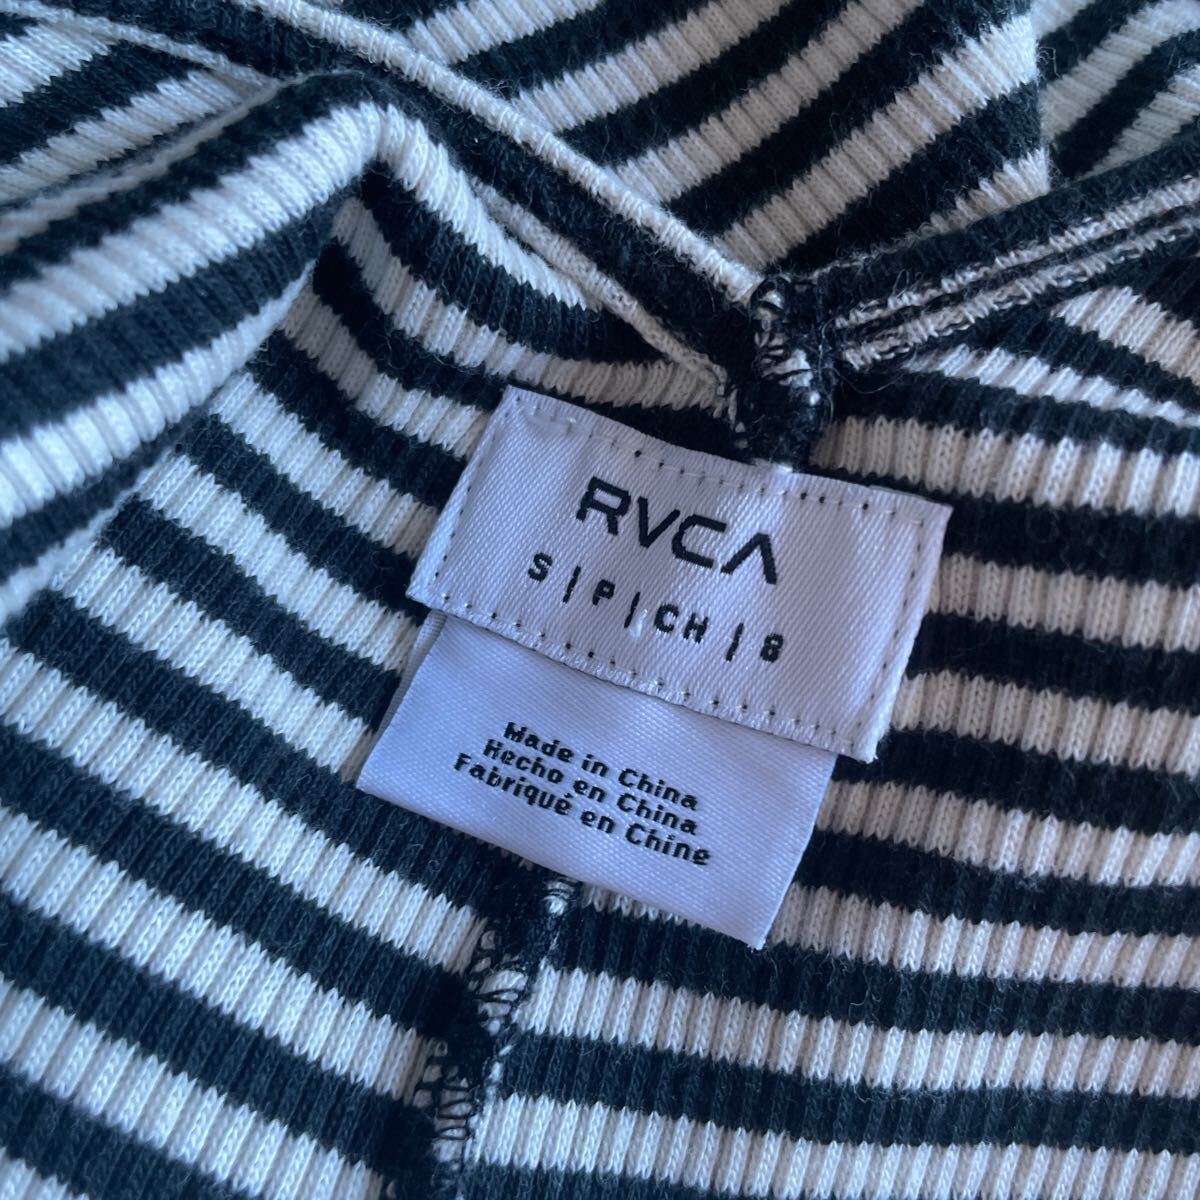 RVCA
S | P | CH | 8
Made in China
Hecho en China
Fabriqué en Chine